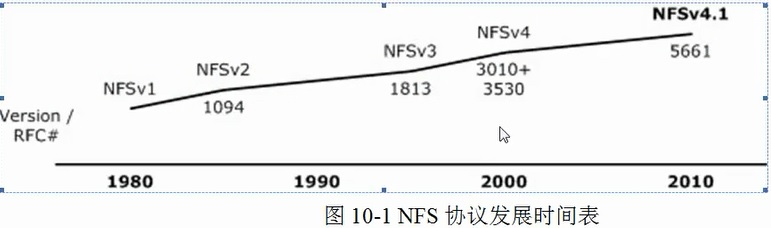 NFSv4.1
NFSv4
NFSv3
NFSv2
NFSv1
5661
3010+
3530
1813
1094
Version /
RFC#
1980 1990 2000 2010
图 10-1 NFS 协议发展时间表